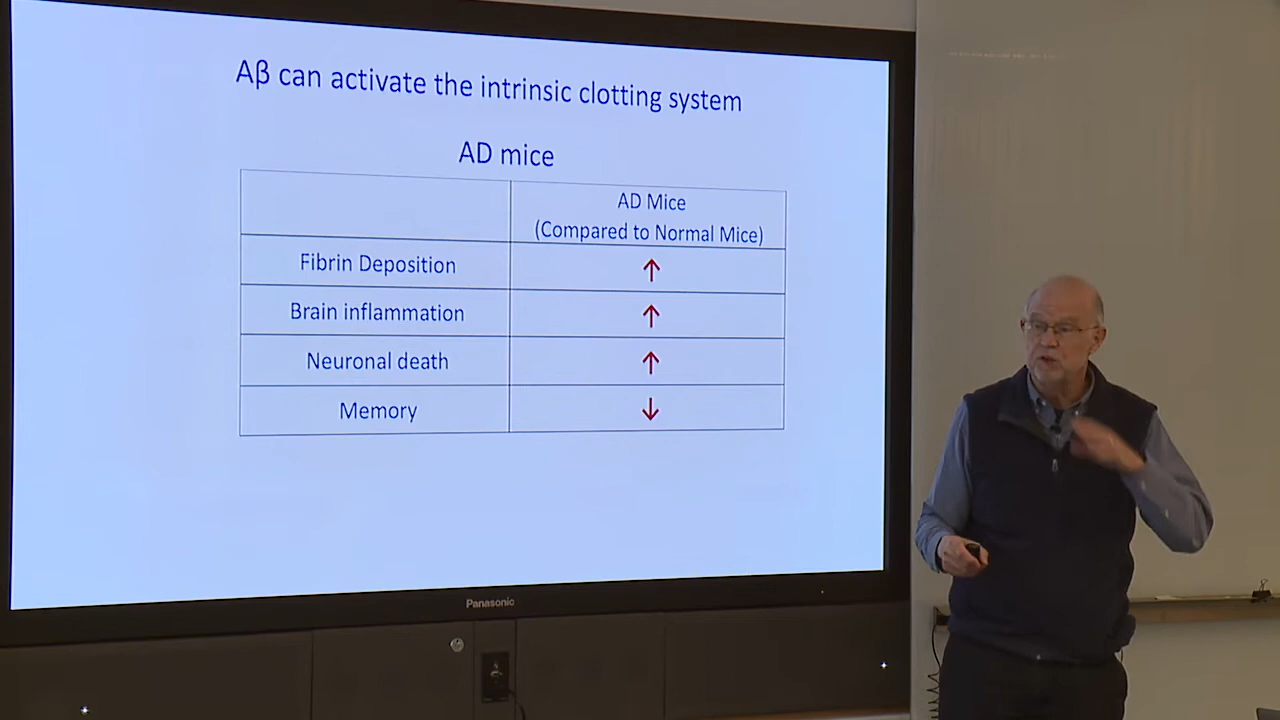 Aβ can activate the intrinsic clotting system
AD mice
AD Mice
(Compared to Normal Mice)
Fibrin Deposition ↑
Brain inflammation ↑
Neuronal death ↑
Memory ↓
Panasonic